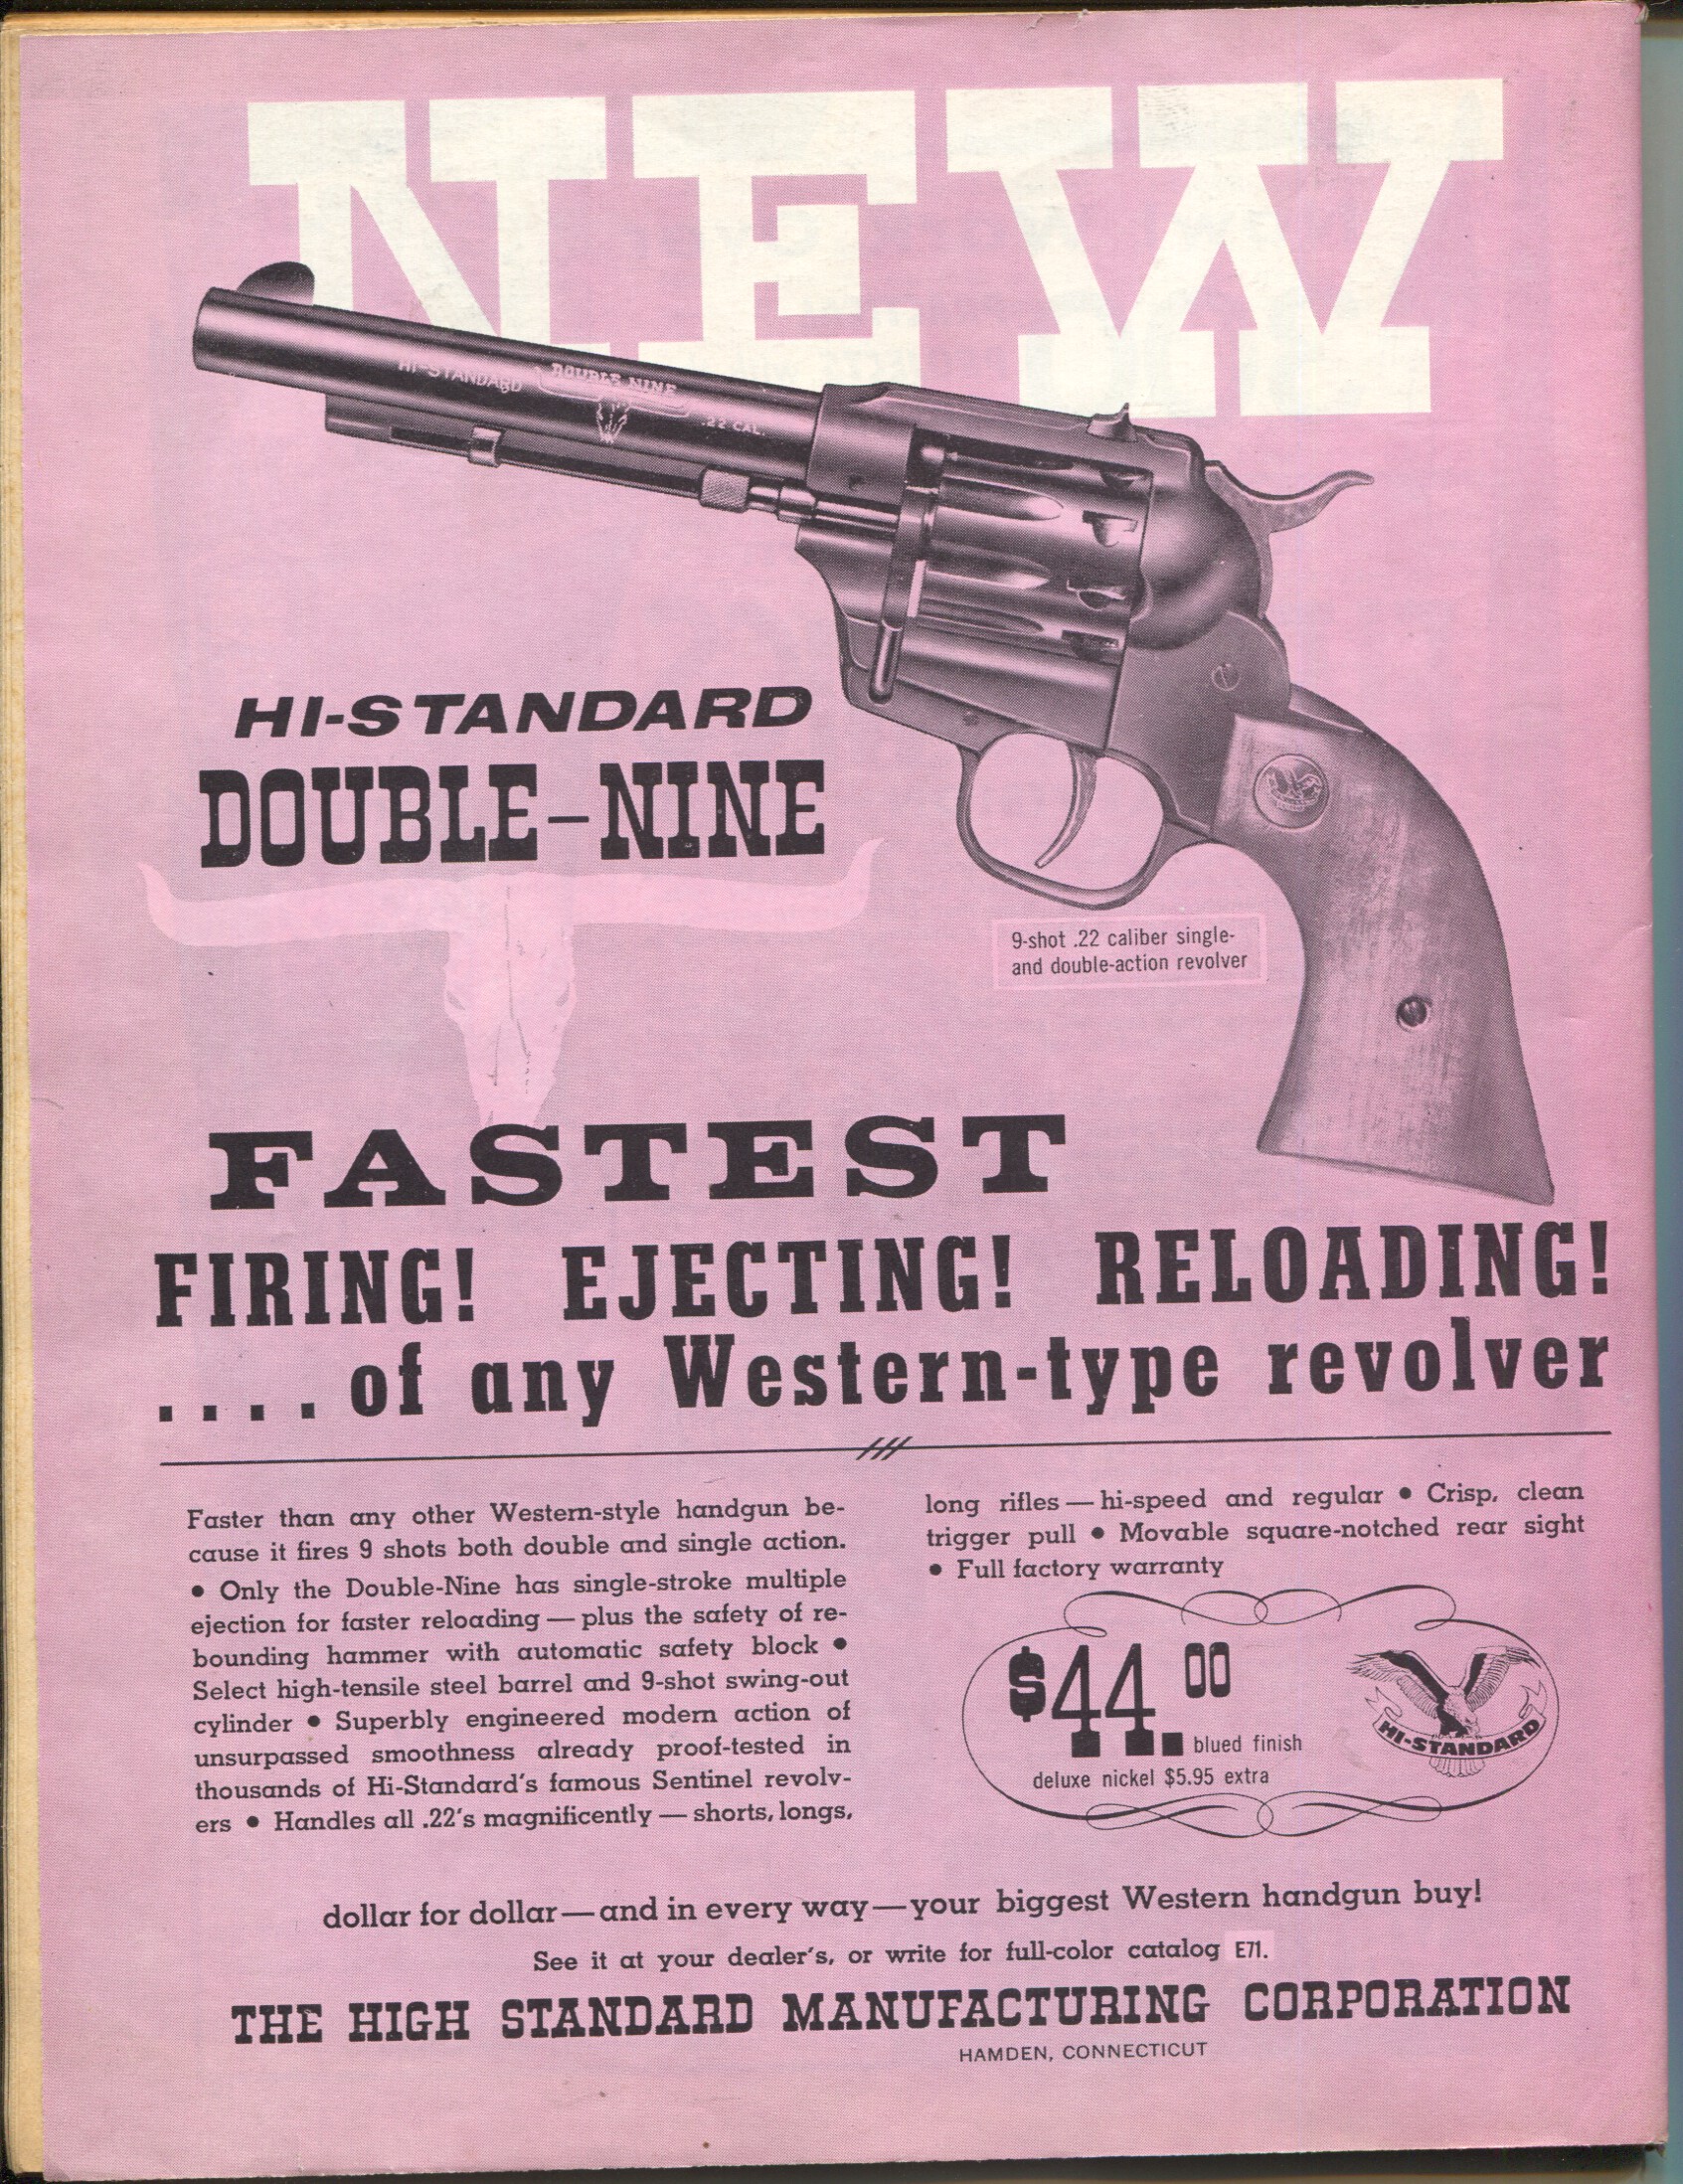 NEW
HI-STANDARD DOUBLE NINE .22 CAL.
HI-STANDARD
DOUBLE-NINE
9-shot .22 caliber single-
and double-action revolver
FASTEST
FIRING! EJECTING! RELOADING!
....of any Western-type revolver
Faster than any other Western-style handgun be-
cause it fires 9 shots both double and single action.
• Only the Double-Nine has single-stroke multiple
ejection for faster reloading — plus the safety of re-
bounding hammer with automatic safety block •
Select high-tensile steel barrel and 9-shot swing-out
cylinder • Superbly engineered modern action of
unsurpassed smoothness already proof-tested in
thousands of Hi-Standard's famous Sentinel revolv-
ers • Handles all .22's magnificently — shorts, longs,
long rifles — hi-speed and regular • Crisp, clean
trigger pull • Movable square-notched rear sight
• Full factory warranty
$44.00
blued finish
deluxe nickel $5.95 extra
HI-STANDARD
dollar for dollar—and in every way—your biggest Western handgun buy!
See it at your dealer's, or write for full-color catalog E71.
THE HIGH STANDARD MANUFACTURING CORPORATION
HAMDEN, CONNECTICUT